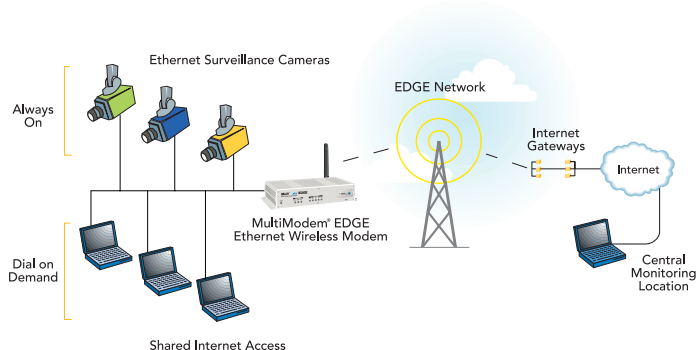 Ethernet Surveillance Cameras
Always
On
EDGE Network
Internet
Gateways
Internet
MultiModem® EDGE
Ethernet Wireless Modem
Dial on
Demand
Central
Monitoring
Location
Shared Internet Access